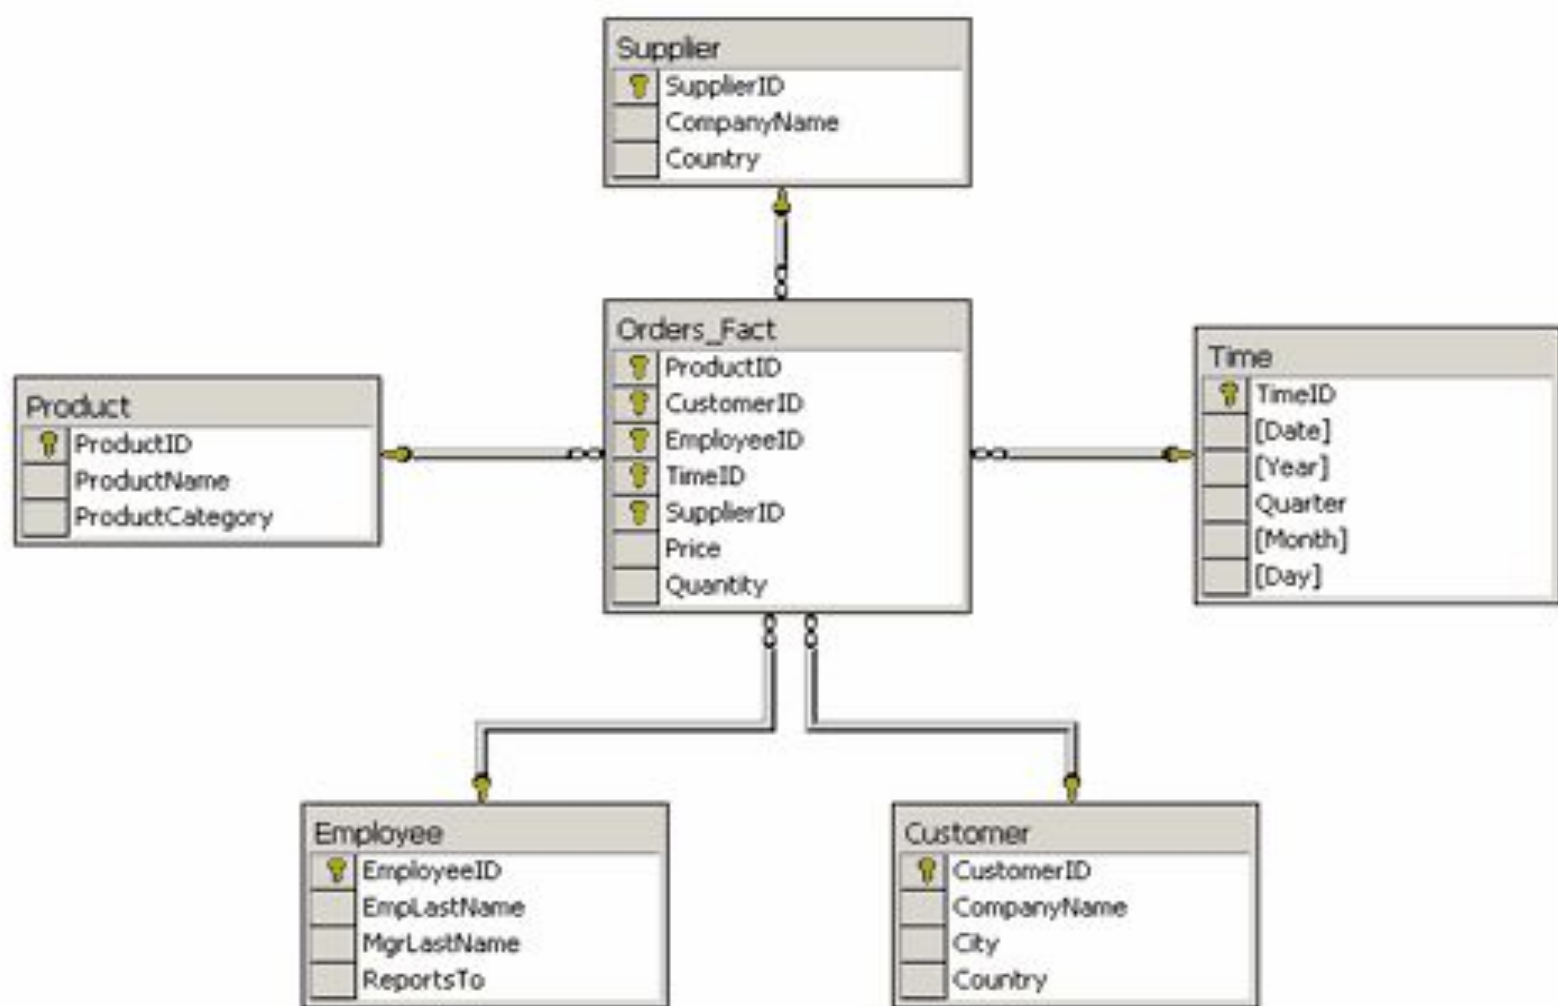 Supplier
SupplierID
CompanyName
Country
Orders_Fact
ProductID
CustomerID
EmployeeID
TimeID
SupplierID
Price
Quantity
Product
ProductID
ProductName
ProductCategory
Time
TimeID
[Date]
[Year]
Quarter
[Month]
[Day]
Employee
EmployeeID
EmpLastName
MgrLastName
ReportsTo
Customer
CustomerID
CompanyName
City
Country